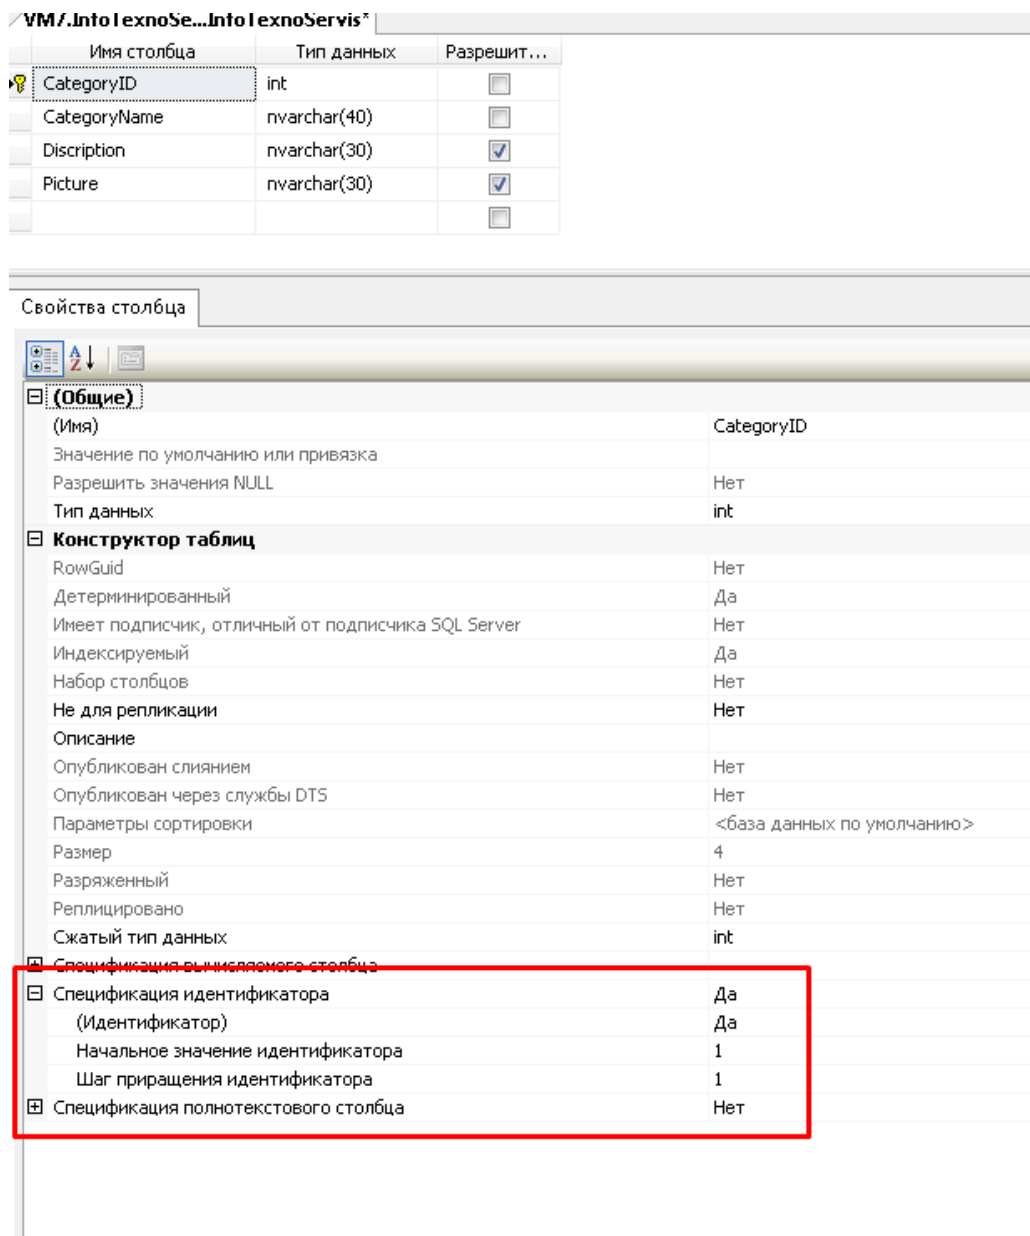 VM7.InfoTexnoSe...InfoTexnoServis*
Имя столбца Тип данных Разрешит...
CategoryID int
CategoryName nvarchar(40)
Discription nvarchar(30)
Picture nvarchar(30)
Свойства столбца
(Общие)
(Имя) CategoryID
Значение по умолчанию или привязка
Разрешить значения NULL Нет
Тип данных int
Конструктор таблиц
RowGuid Нет
Детерминированный Да
Имеет подписчик, отличный от подписчика SQL Server Нет
Индексируемый Да
Набор столбцов Нет
Не для репликации Нет
Описание
Опубликован слиянием Нет
Опубликован через службы DTS Нет
Параметры сортировки <база данных по умолчанию>
Размер 4
Разряженный Нет
Реплицировано Нет
Сжатый тип данных int
Спецификация вычисляемого столбца
Спецификация идентификатора Да
(Идентификатор) Да
Начальное значение идентификатора 1
Шаг приращения идентификатора 1
Спецификация полнотекстового столбца Нет